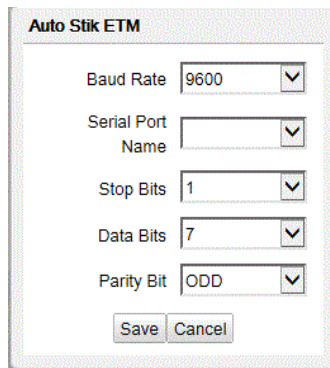 Auto Stik ETM
Baud Rate 9600
Serial Port
Name
Stop Bits 1
Data Bits 7
Parity Bit ODD
Save Cancel